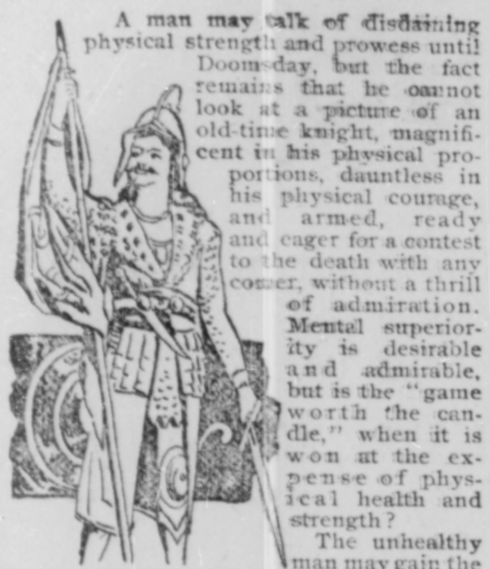 A man may talk of disdaining
physical strength and prowess until
Doomsday, but the fact
remains that he cannot
look at a picture of an
old-time knight, magnifi-
cent in his physical pro-
portions, dauntless in
his physical courage,
and armed, ready
and eager for a contest
to the death with any
comer, without a thrill
of admiration.
Mental superior-
ity is desirable
and admirable,
but is the "game
worth the can-
dle," when it is
won at the ex-
pense of phys-
ical health and
strength?
The unhealthy
man may gain the